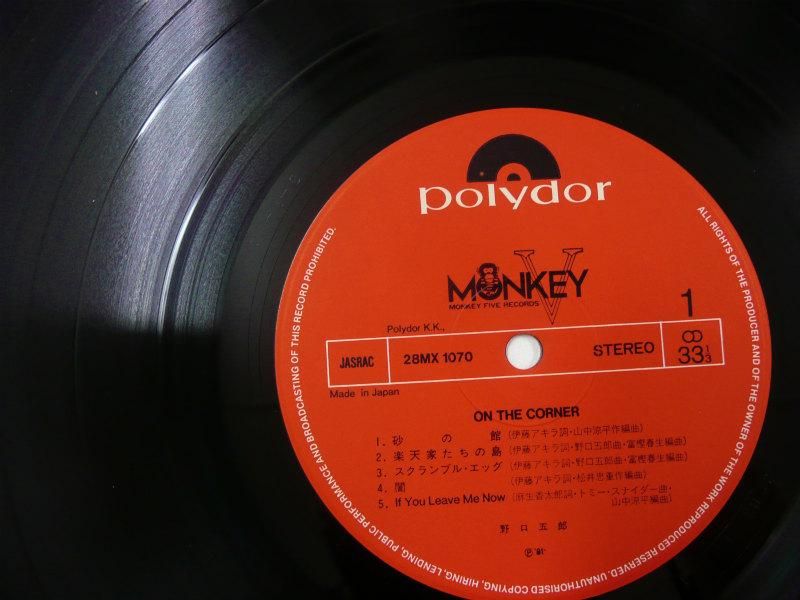 polydor
MONKEY V
MONKEY FIVE RECORDS
1
Polydor K.K.,
JASRAC
28MX 1070
STEREO
33 1/3
Made in Japan
ON THE CORNER
1. 砂の館 (伊藤アキラ詞・山中涼平作編曲)
2. 楽天家たちの島 (伊藤アキラ詞・野口五郎曲・富樫春生編曲)
3. スクランブル・エッグ (伊藤アキラ詞・野口五郎曲・富樫春生編曲)
4. 闇 (伊藤アキラ詞・松井忠重作編曲)
5. If You Leave Me Now (麻生香太郎詞・トミー・スナイダー曲・
山中涼平編曲)
野口五郎
Ⓟ '81·
ALL RIGHTS OF THE PRODUCER AND OF THE OWNER OF THE WORK REPRODUCED RESERVED. UNAUTHORISED COPYING, HIRING, LENDING, PUBLIC PERFORMANCE AND BROADCASTING OF THIS RECORD PROHIBITED.